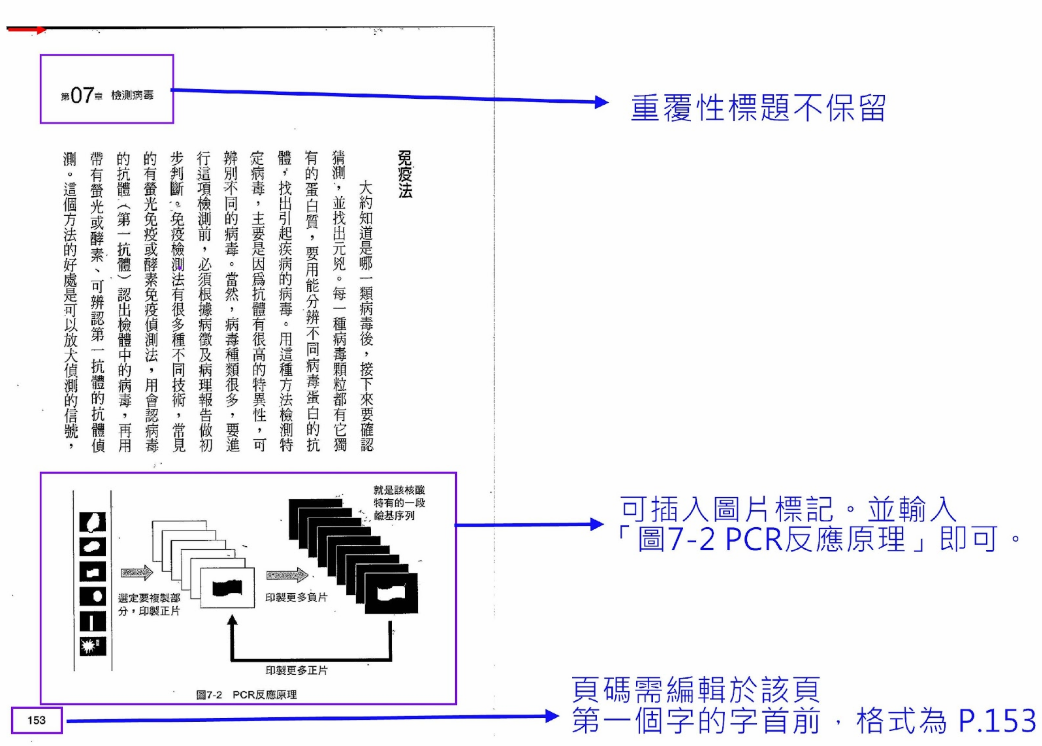 第07章 檢測病毒
重覆性標題不保留
免疫法
大約知道是哪一類病毒後，接下來要確認
猜測，並找出元兇。每一種病毒顆粒都有它獨
有的蛋白質，要用能分辨不同病毒蛋白的抗
體，找出引起疾病的病毒。用這種方法檢測特
定病毒，主要是因為抗體有很高的特異性，可
辨別不同的病毒。當然，病毒種類很多，要進
行這項檢測前，必須根據病徵及病理報告做初
步判斷。免疫檢測法有很多種不同技術，常見
的有螢光免疫或酵素免疫偵測法，用會認病毒
的抗體（第一抗體）認出檢體中的病毒，再用
帶有螢光或酵素、可辨認第一抗體的抗體偵
測。這個方法的好處是可以放大偵測的信號，
就是該核酸
特有的一段
鹼基序列
選定要複製部
分，印製正片
印製更多負片
印製更多正片
圖7-2 PCR反應原理
可插入圖片標記。並輸入
「圖7-2 PCR反應原理」即可。
153
頁碼需編輯於該頁
第一個字的字首前，格式為 P.153